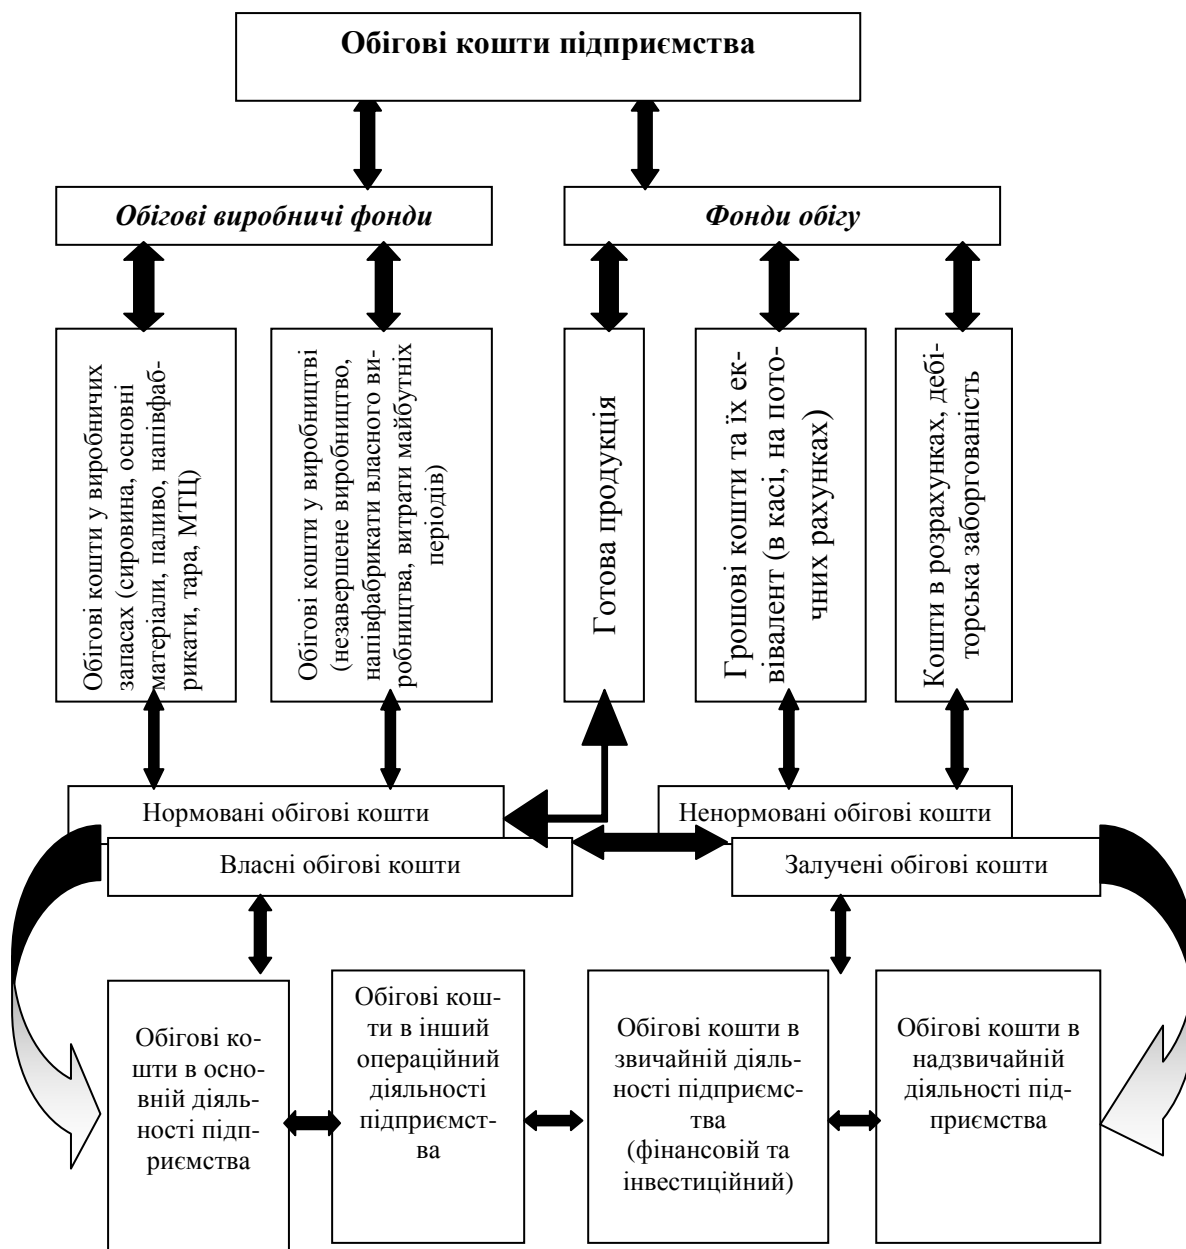 Обігові кошти підприємства
Обігові виробничі фонди
Фонди обігу
Обігові кошти у виробничих
запасах (сировина, основні
матеріали, паливо, напівфаб-
рикати, тара, МТЦ)
Обігові кошти у виробництві
(незавершене виробництво,
напівфабрикати власного ви-
робництва, витрати майбутніх
періодів)
Готова продукція
Грошові кошти та їх ек-
вівалент (в касі, на пото-
чних рахунках)
Кошти в розрахунках, дебі-
торська заборгованість
Нормовані обігові кошти
Ненормовані обігові кошти
Власні обігові кошти
Залучені обігові кошти
Обігові ко-
шти в осно-
вній діяль-
ності підп-
риємства
Обігові кош-
ти в інший
операційний
діяльності
підприємст-
ва
Обігові кошти в
звичайній діяль-
ності підприємс-
тва
(фінансовій та
інвестиційний)
Обігові кошти в
надзвичайній
діяльності під-
приємства